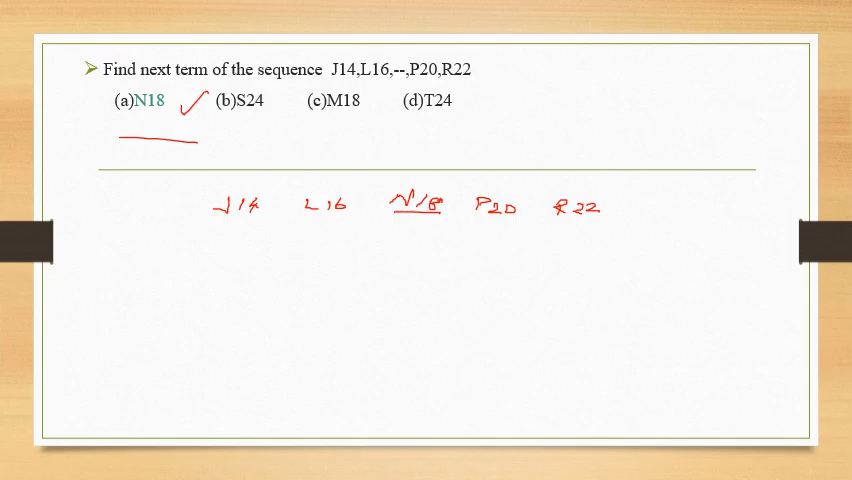 Find next term of the sequence J14,L16,--,P20,R22
(a)N18 (b)S24 (c)M18 (d)T24
J14 L16 N18 P20 R22